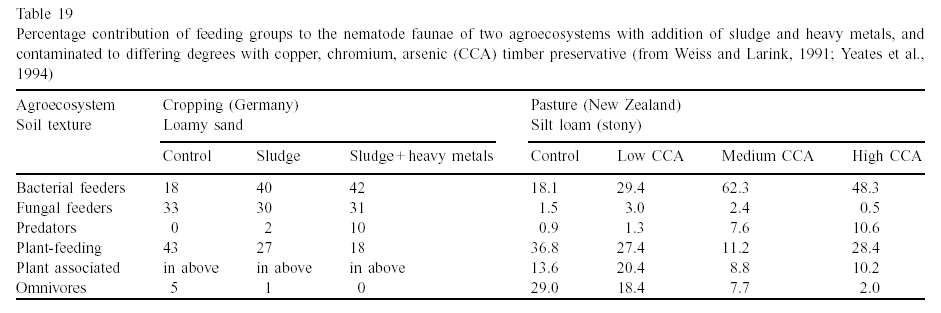 Table 19
Percentage contribution of feeding groups to the nematode faunae of two agroecosystems with addition of sludge and heavy metals, and
contaminated to differing degrees with copper, chromium, arsenic (CCA) timber preservative (from Weiss and Larink, 1991; Yeates et al.,
1994)
Agroecosystem Cropping (Germany) Pasture (New Zealand)
Soil texture Loamy sand Silt loam (stony)
Control Sludge Sludge+heavy metals Control Low CCA Medium CCA High CCA
Bacterial feeders 18 40 42 18.1 29.4 62.3 48.3
Fungal feeders 33 30 31 1.5 3.0 2.4 0.5
Predators 0 2 10 0.9 1.3 7.6 10.6
Plant-feeding 43 27 18 36.8 27.4 11.2 28.4
Plant associated in above in above in above 13.6 20.4 8.8 10.2
Omnivores 5 1 0 29.0 18.4 7.7 2.0